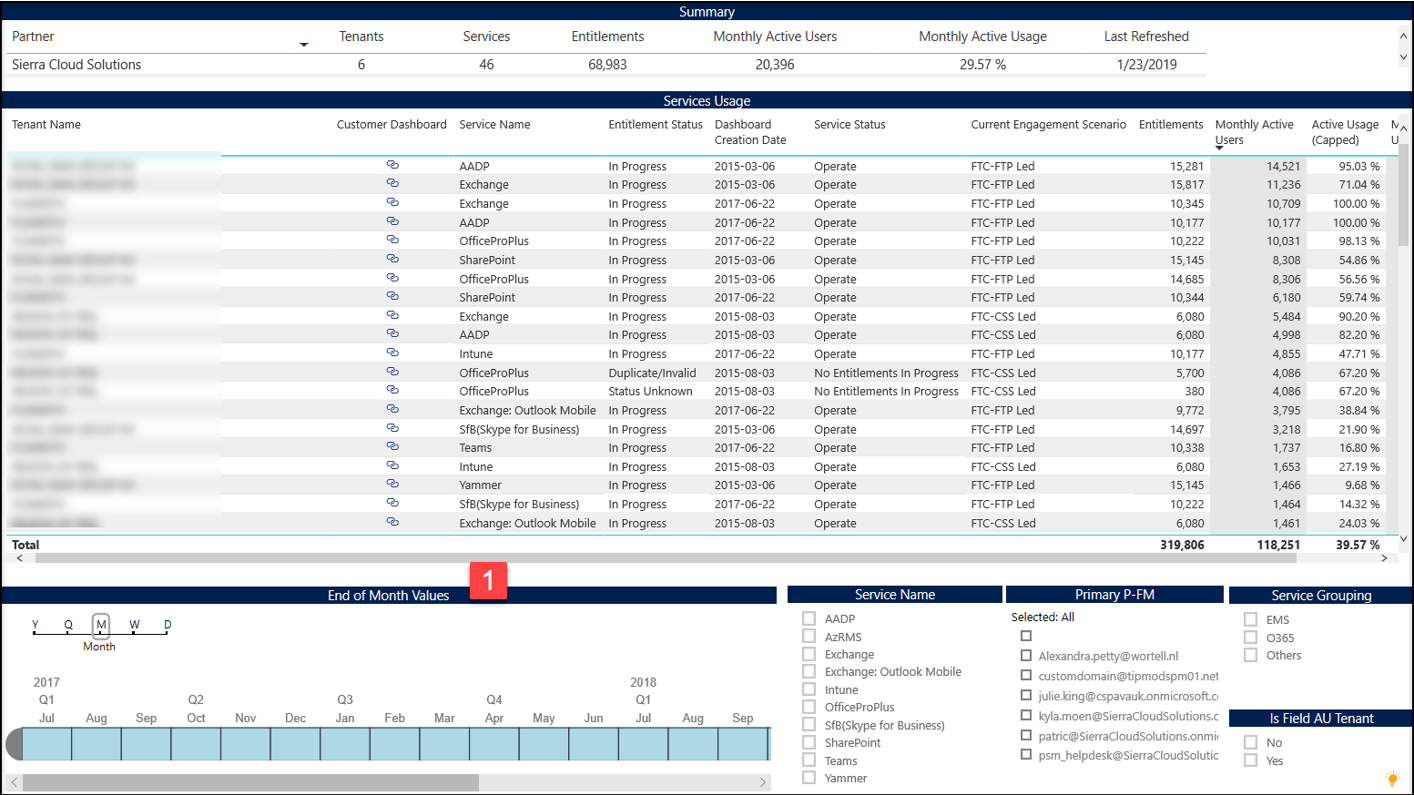 Summary
Partner Tenants Services Entitlements Monthly Active Users Monthly Active Usage Last Refreshed
Sierra Cloud Solutions 6 46 68,983 20,396 29.57 % 1/23/2019
Services Usage
Tenant Name Customer Dashboard Service Name Entitlement Status Dashboard Service Status Current Engagement Scenario Entitlements Monthly Active Active Usage M
Creation Date Users (Capped) U
AADP In Progress 2015-03-06 Operate FTC-FTP Led 15,281 14,521 95.03 %
Exchange In Progress 2015-03-06 Operate FTC-FTP Led 15,817 11,236 71.04 %
Exchange In Progress 2017-06-22 Operate FTC-FTP Led 10,345 10,709 100.00 %
AADP In Progress 2017-06-22 Operate FTC-FTP Led 10,177 10,177 100.00 %
OfficeProPlus In Progress 2017-06-22 Operate FTC-FTP Led 10,222 10,031 98.13 %
SharePoint In Progress 2015-03-06 Operate FTC-FTP Led 15,145 8,308 54.86 %
OfficeProPlus In Progress 2015-03-06 Operate FTC-FTP Led 14,685 8,306 56.56 %
SharePoint In Progress 2017-06-22 Operate FTC-FTP Led 10,344 6,180 59.74 %
Exchange In Progress 2015-08-03 Operate FTC-CSS Led 6,080 5,484 90.20 %
AADP In Progress 2015-08-03 Operate FTC-CSS Led 6,080 4,998 82.20 %
Intune In Progress 2017-06-22 Operate FTC-FTP Led 10,177 4,855 47.71 %
OfficeProPlus Duplicate/Invalid 2015-08-03 No Entitlements In Progress FTC-CSS Led 5,700 4,086 67.20 %
OfficeProPlus Status Unknown 2015-08-03 No Entitlements In Progress FTC-CSS Led 380 4,086 67.20 %
Exchange: Outlook Mobile In Progress 2017-06-22 Operate FTC-FTP Led 9,772 3,795 38.84 %
SfB(Skype for Business) In Progress 2015-03-06 Operate FTC-FTP Led 14,697 3,218 21.90 %
Teams In Progress 2017-06-22 Operate FTC-FTP Led 10,338 1,737 16.80 %
Intune In Progress 2015-08-03 Operate FTC-CSS Led 6,080 1,653 27.19 %
Yammer In Progress 2015-03-06 Operate FTC-FTP Led 15,145 1,466 9.68 %
SfB(Skype for Business) In Progress 2017-06-22 Operate FTC-FTP Led 10,222 1,464 14.32 %
Exchange: Outlook Mobile In Progress 2015-08-03 Operate FTC-CSS Led 6,080 1,461 24.03 %
Total 319,806 118,251 39.57 %
1
End of Month Values
Y Q M W D
Month
2017 2018
Q1 Q2 Q3 Q4 Q1
Jul Aug Sep Oct Nov Dec Jan Feb Mar Apr May Jun Jul Aug Sep
Service Name
AADP
AzRMS
Exchange
Exchange: Outlook Mobile
Intune
OfficeProPlus
SfB(Skype for Business)
SharePoint
Teams
Yammer
Primary P-FM
Selected: All
Alexandra.petty@wortell.nl
customdomain@tipmodspm01.net
julie.king@cspavauk.onmicrosoft.c
kyla.moen@SierraCloudSolutions.c
patric@SierraCloudSolutions.onmi
psm_helpdesk@SierraCloudSolutic
Service Grouping
EMS
O365
Others
Is Field AU Tenant
No
Yes